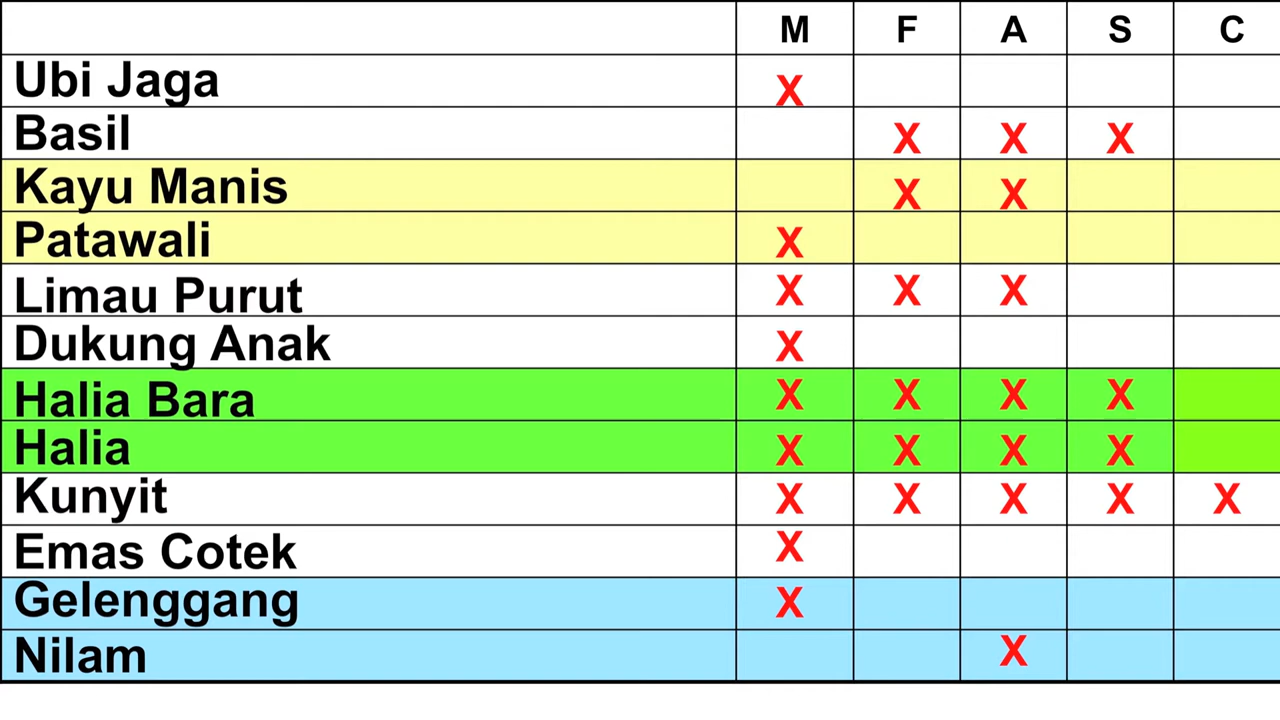 M F A S C
Ubi Jaga X
Basil X X X
Kayu Manis X X
Patawali X
Limau Purut X X X
Dukung Anak X
Halia Bara X X X X
Halia X X X X
Kunyit X X X X X
Emas Cotek X
Gelenggang X
Nilam X